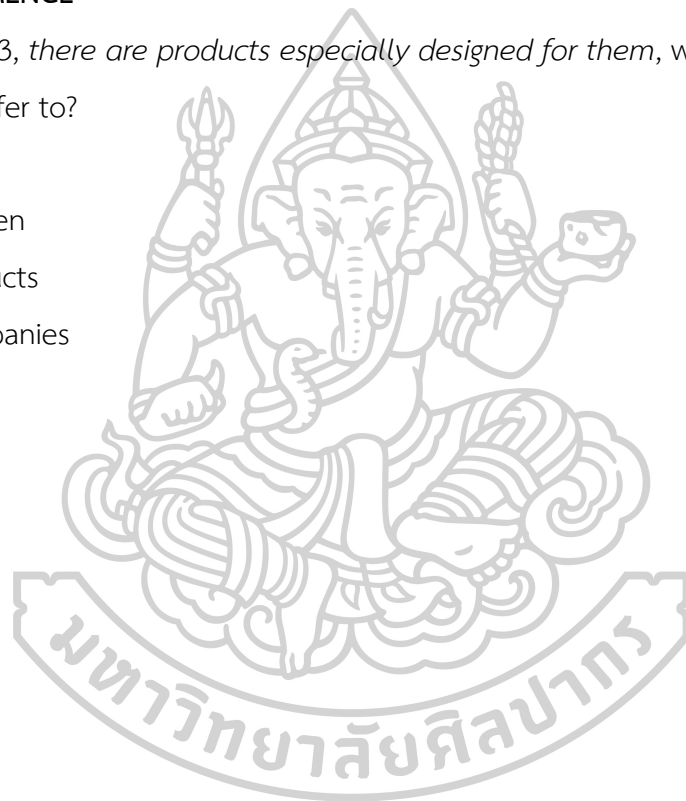 3, there are products especially designed for them, w
fer to?
en
ucts
panies
มหาวิทยาลัยศิลปากร